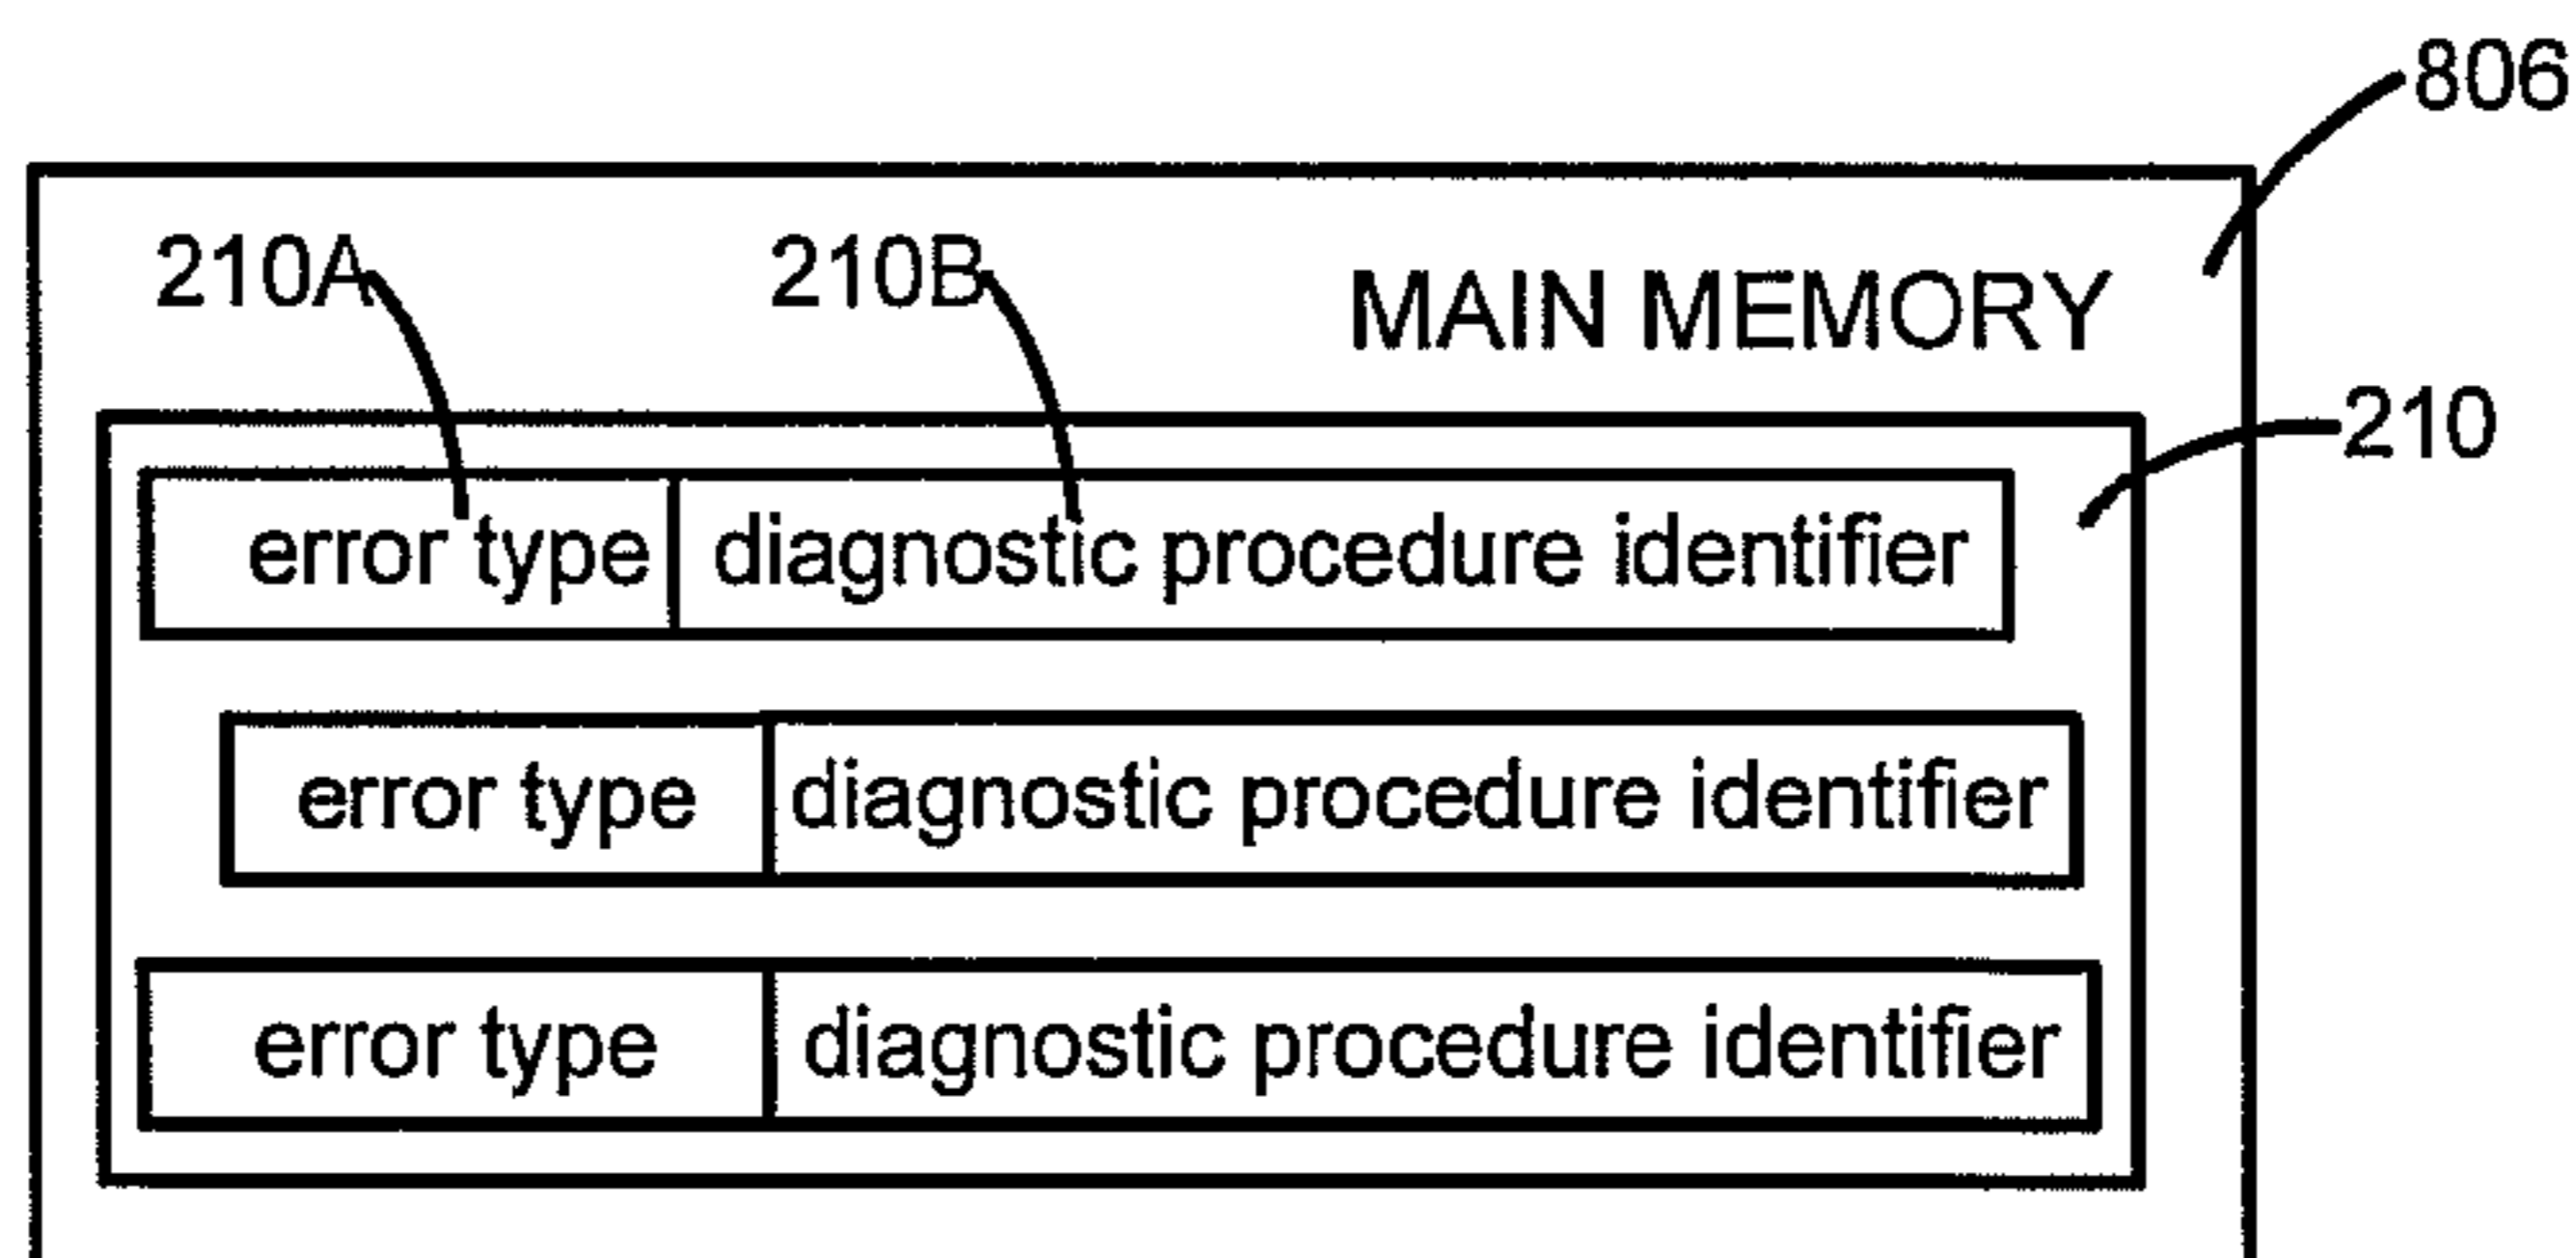 806
210A 210B MAIN MEMORY
210
error type diagnostic procedure identifier
error type diagnostic procedure identifier
error type diagnostic procedure identifier